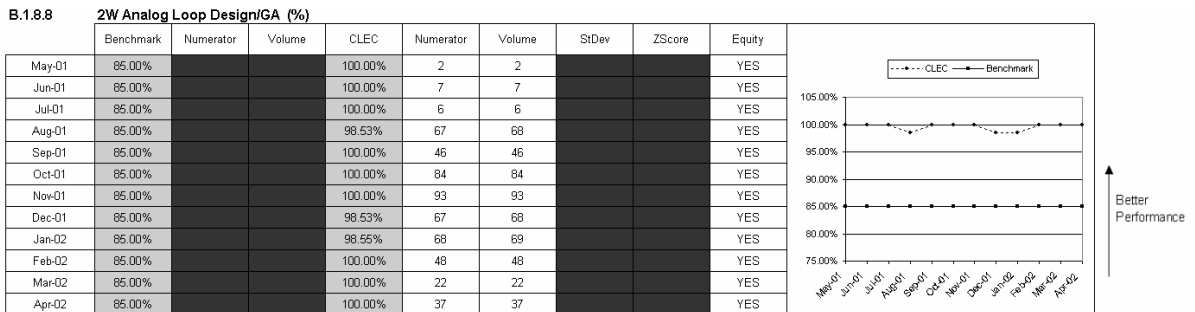 B.1.8.8 2W Analog Loop Design/GA (%)
Benchmark Numerator Volume CLEC Numerator Volume StDev ZScore Equity
May-01 85.00% 100.00% 2 2 YES
Jun-01 85.00% 100.00% 7 7 YES
Jul-01 85.00% 100.00% 6 6 YES
Aug-01 85.00% 98.53% 67 68 YES
Sep-01 85.00% 100.00% 46 46 YES
Oct-01 85.00% 100.00% 84 84 YES
Nov-01 85.00% 100.00% 93 93 YES
Dec-01 85.00% 98.53% 67 68 YES
Jan-02 85.00% 98.55% 68 69 YES
Feb-02 85.00% 100.00% 48 48 YES
Mar-02 85.00% 100.00% 22 22 YES
Apr-02 85.00% 100.00% 37 37 YES
CLEC Benchmark
105.00%
100.00%
95.00%
90.00%
85.00%
80.00%
75.00%
May-01 Jun-01 Jul-01 Aug-01 Sep-01 Oct-01 Nov-01 Dec-01 Jan-02 Feb-02 Mar-02 Apr-02
Better
Performance